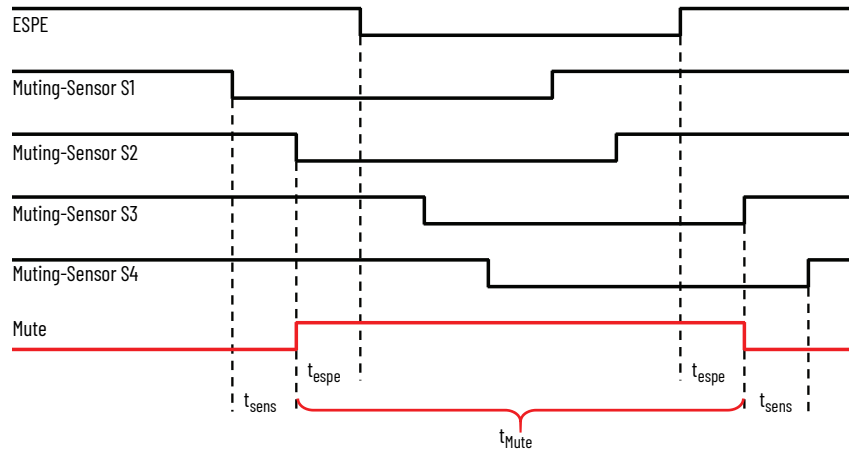 ESPE
Muting-Sensor S1
Muting-Sensor S2
Muting-Sensor S3
Muting-Sensor S4
Mute
tespe tespe
tsens tsens
tMute